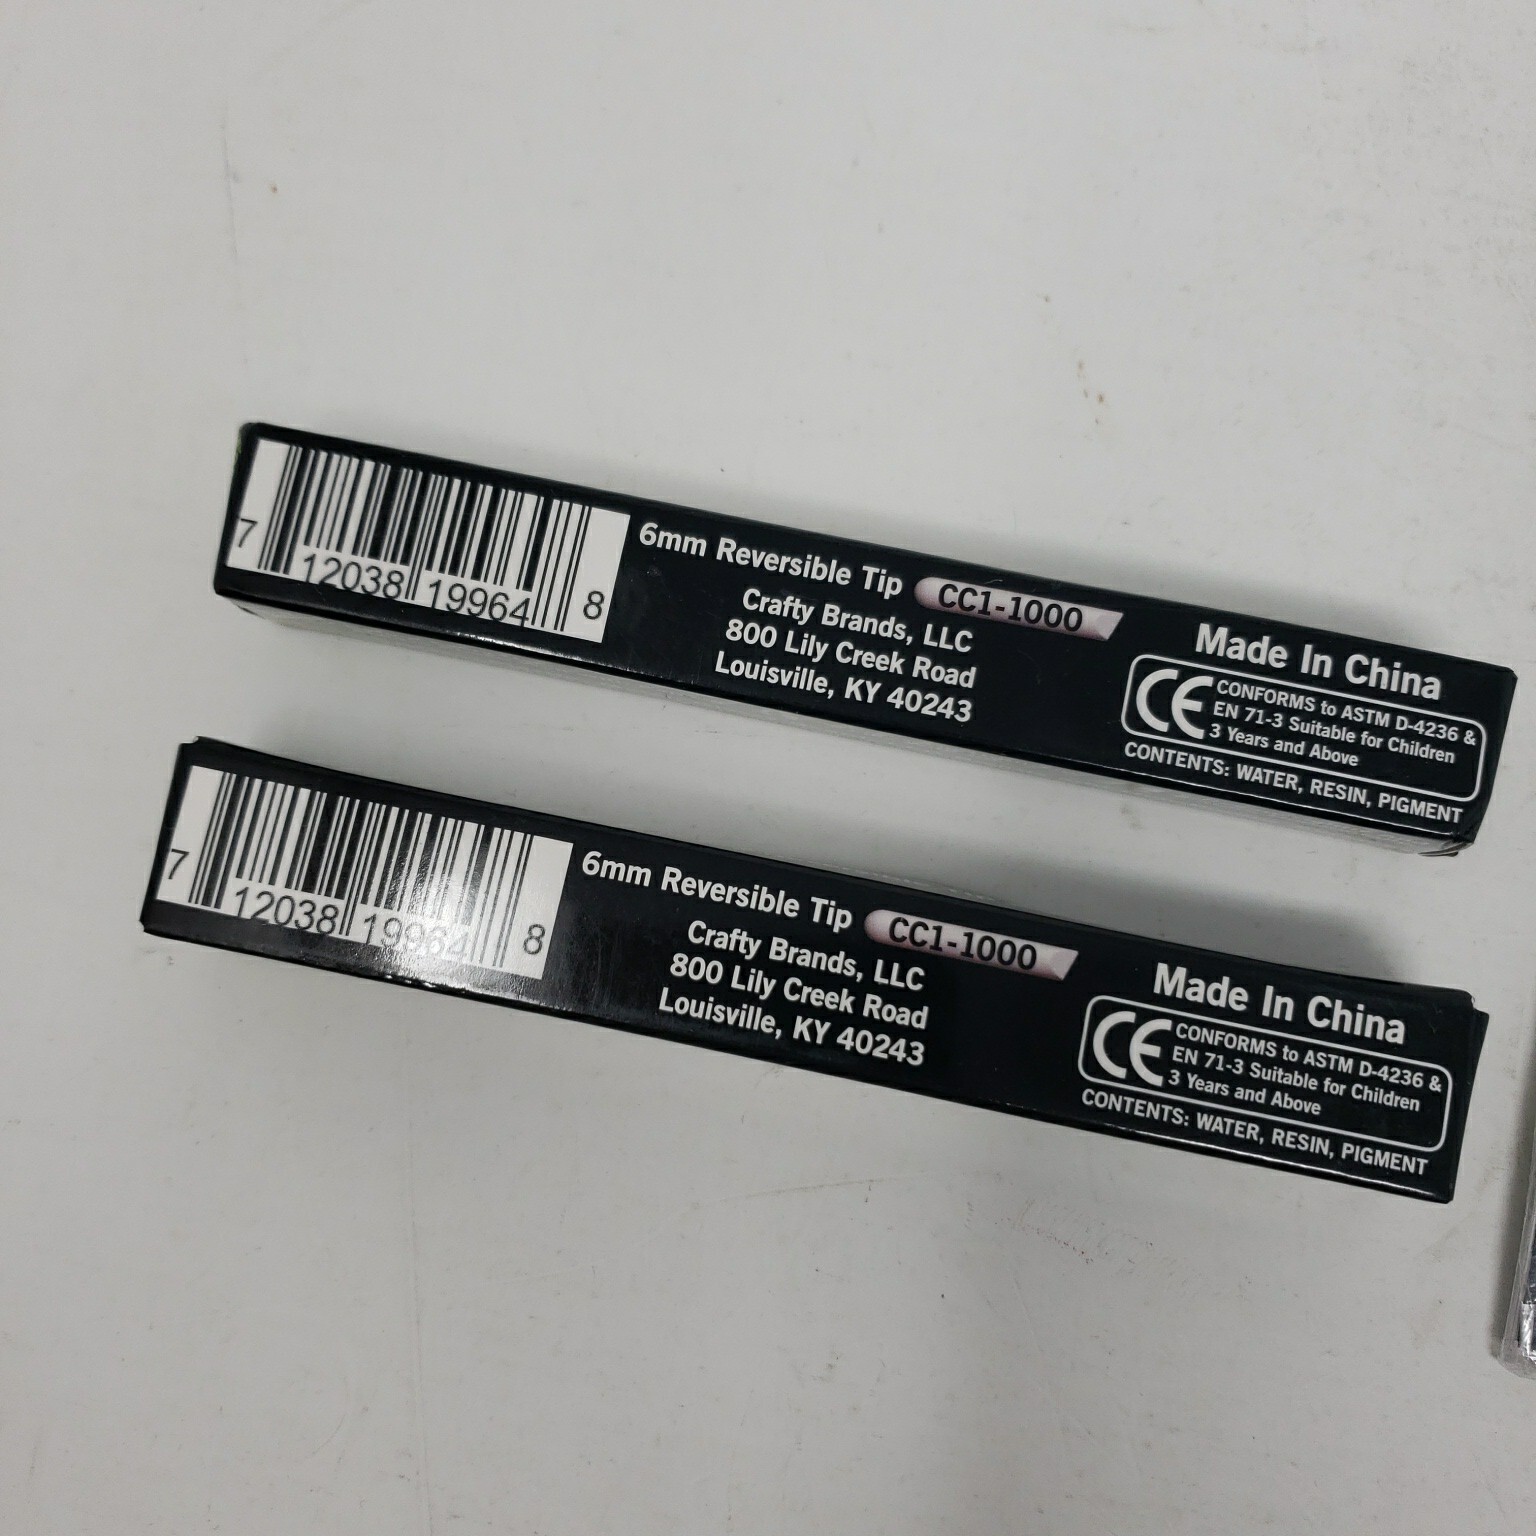 7 12038 19964 8
6mm Reversible Tip CC1-1000
Crafty Brands, LLC
800 Lily Creek Road
Louisville, KY 40243
Made In China
CE CONFORMS to ASTM D-4236 &
EN 71-3 Suitable for Children
3 Years and Above
CONTENTS: WATER, RESIN, PIGMENT
7 12038 19964 8
6mm Reversible Tip CC1-1000
Crafty Brands, LLC
800 Lily Creek Road
Louisville, KY 40243
Made In China
CE CONFORMS to ASTM D-4236 &
EN 71-3 Suitable for Children
3 Years and Above
CONTENTS: WATER, RESIN, PIGMENT